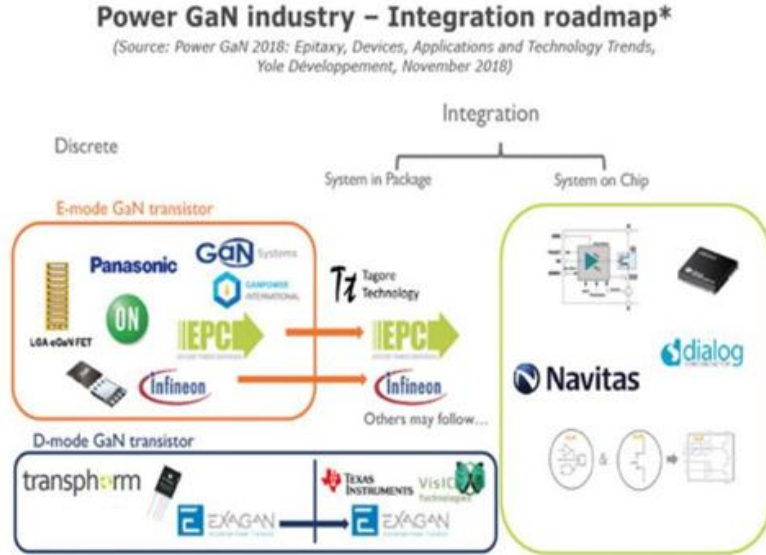 Power GaN industry – Integration roadmap*
(Source: Power GaN 2018: Epitaxy, Devices, Applications and Technology Trends,
Yole Développement, November 2018)
Integration
Discrete
System in Package
System on Chip
E-mode GaN transistor
GaN Systems
Panasonic
GANPOWER
INTERNATIONAL
Tagore
Technology
ON
LGA eGaN FET
EPC
EPC
dialog
Navitas
infineon
infineon
Others may follow...
D-mode GaN transistor
transphorm
TEXAS
INSTRUMENTS
VisIC
Technologies
EXAGAN
EXAGAN
&